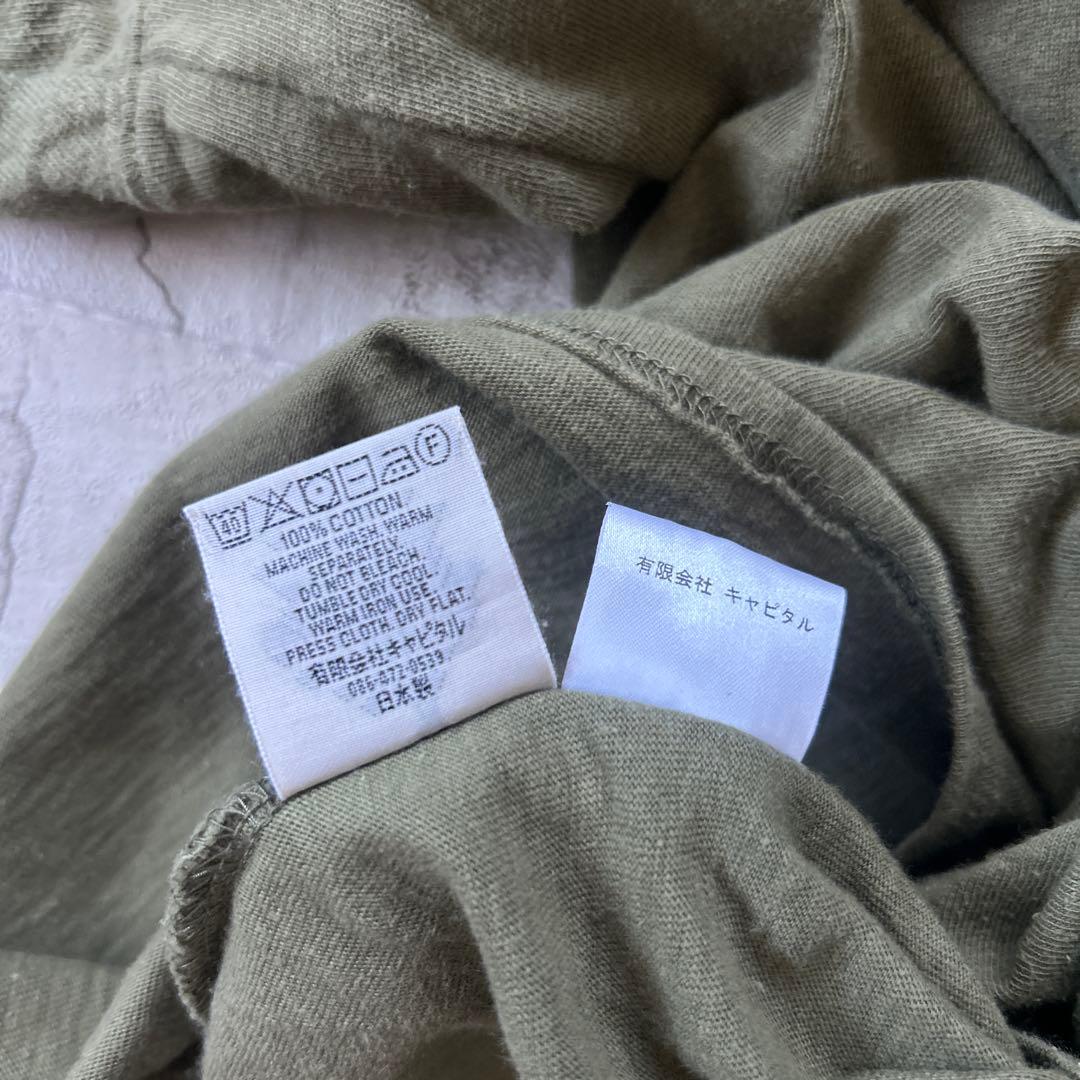 40 F
100% COTTON
MACHINE WASH, WARM
SEPARATELY.
DO NOT BLEACH.
TUMBLE DRY COOL.
WARM IRON USE.
PRESS CLOTH. DRY FLAT.
有限会社キャピタル
086-072-0539
日本製
有限会社 キャピタル